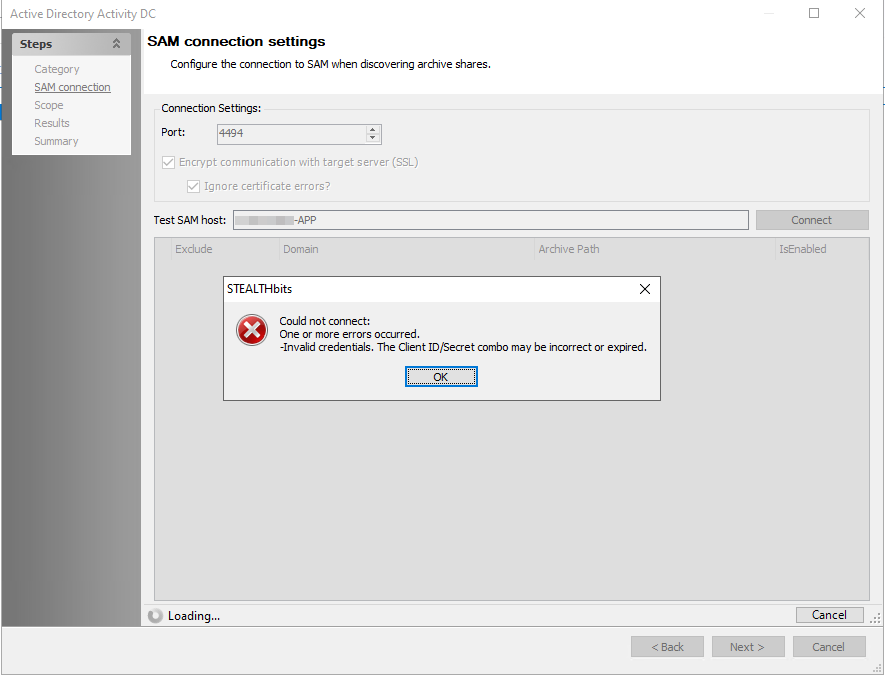 Active Directory Activity DC
Steps
Category
SAM connection
Scope
Results
Summary
SAM connection settings
Configure the connection to SAM when discovering archive shares.
Connection Settings:
Port: 4494
Encrypt communication with target server (SSL)
Ignore certificate errors?
Test SAM host: -APP Connect
Exclude Domain Archive Path IsEnabled
STEALTHbits
Could not connect:
One or more errors occurred.
-Invalid credentials. The Client ID/Secret combo may be incorrect or expired.
OK
Loading... Cancel
< Back Next > Cancel